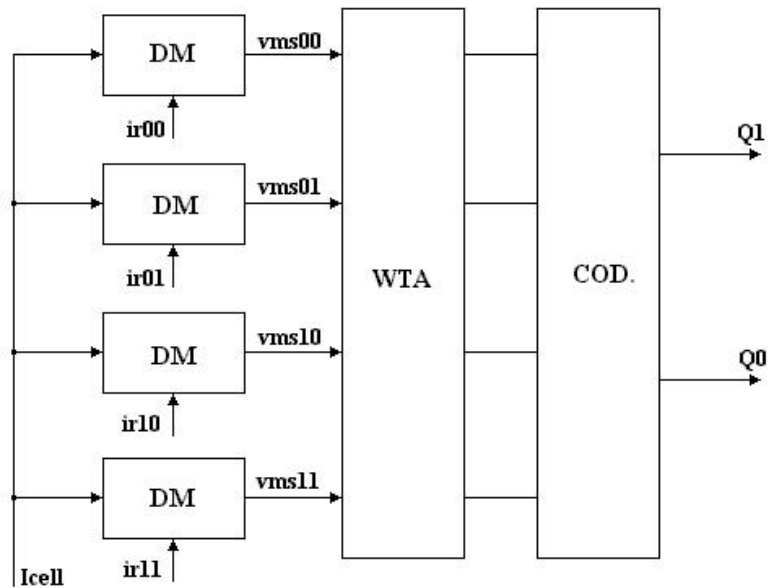 DM
vms00
ir00
Q1
DM
vms01
ir01
WTA
COD.
DM
vms10
ir10
Q0
DM
vms11
ir11
Icell